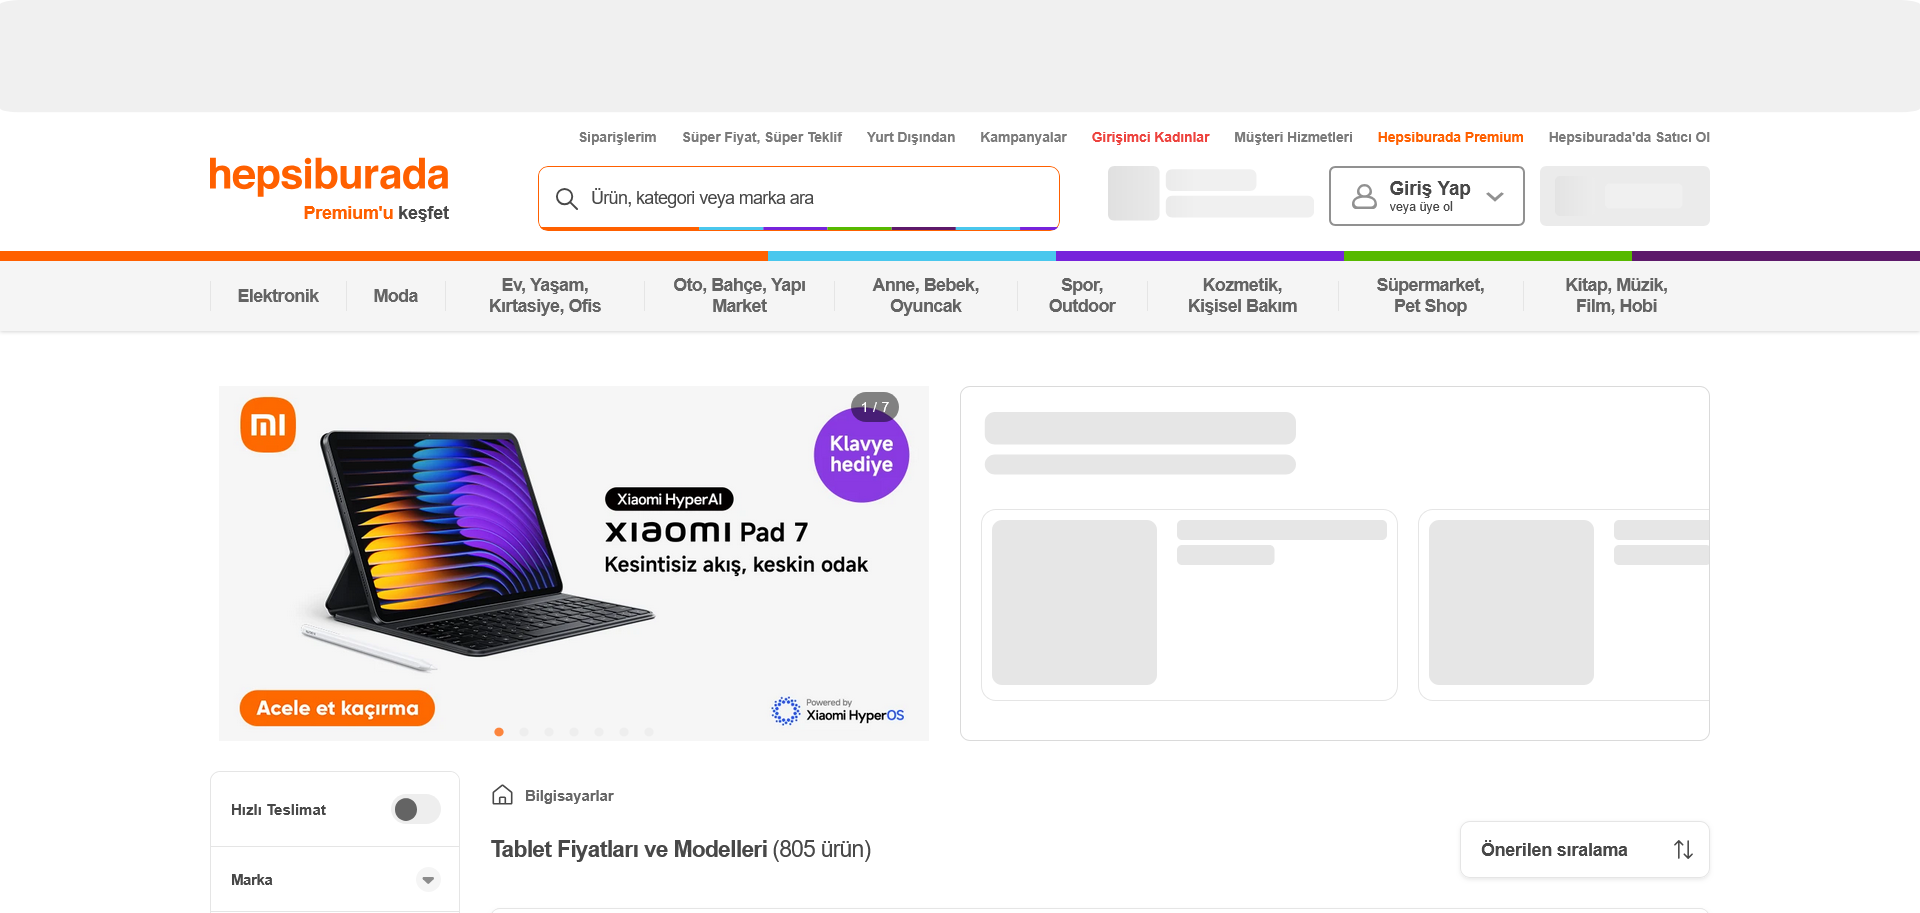 Siparişlerim Süper Fiyat, Süper Teklif Yurt Dışından Kampanyalar Girişimci Kadınlar Müşteri Hizmetleri Hepsiburada Premium Hepsiburada'da Satıcı Ol
hepsiburada
Premium'u keşfet
Ürün, kategori veya marka ara
Giriş Yap
veya üye ol
Elektronik
Moda
Ev, Yaşam,
Kırtasiye, Ofis
Oto, Bahçe, Yapı
Market
Anne, Bebek,
Oyuncak
Spor,
Outdoor
Kozmetik,
Kişisel Bakım
Süpermarket,
Pet Shop
Kitap, Müzik,
Film, Hobi
mi
1 / 7
Klavye
hediye
Xiaomi HyperAI
xiaomi Pad 7
Kesintisiz akış, keskin odak
Acele et kaçırma
Powered by
Xiaomi HyperOS
Hızlı Teslimat
Marka
Bilgisayarlar
Tablet Fiyatları ve Modelleri (805 ürün)
Önerilen sıralama